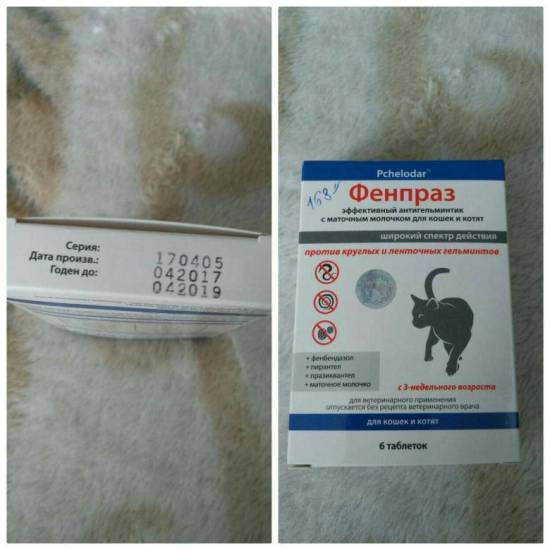 Серия:
Дата произв.:
Годен до:
170405
042017
042019
Pchelodar™
168
Фенпраз
эффективный антигельминтик
с маточным молочком для кошек и котят
широкий спектр действия
против круглых и ленточных гельминтов
+ фенбендазол
+ пирантел
+ празиквантел
+ маточное молочко
с 3-недельного возраста
для ветеринарного применения
отпускается без рецепта ветеринарного врача
для кошек и котят
6 таблеток